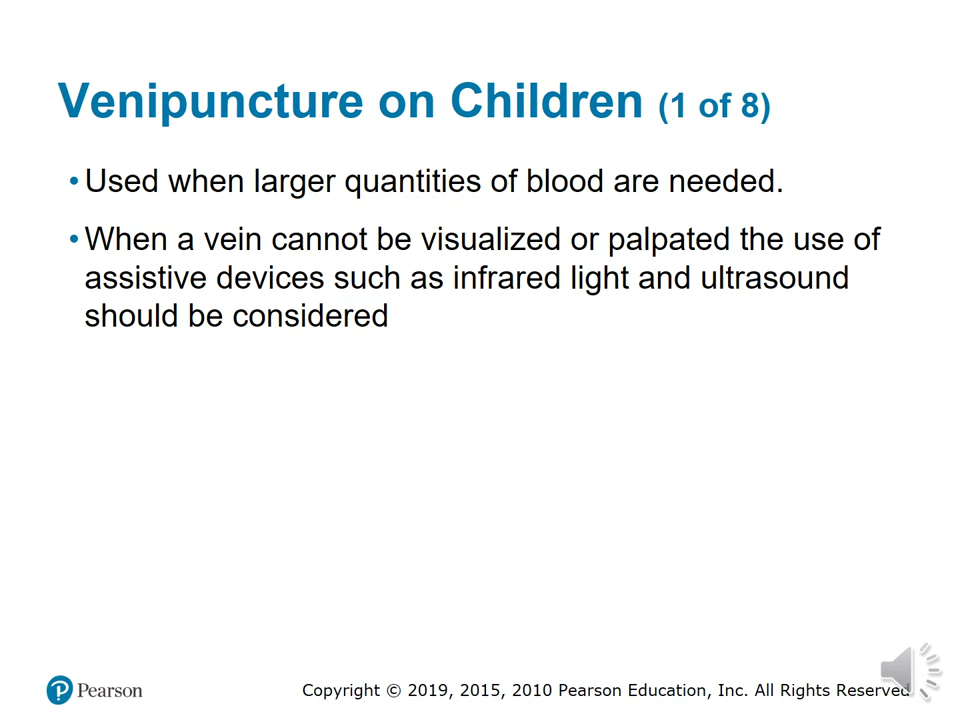 Venipuncture on Children (1 of 8)
• Used when larger quantities of blood are needed.
• When a vein cannot be visualized or palpated the use of
assistive devices such as infrared light and ultrasound
should be considered
Pearson
Copyright © 2019, 2015, 2010 Pearson Education, Inc. All Rights Reserved